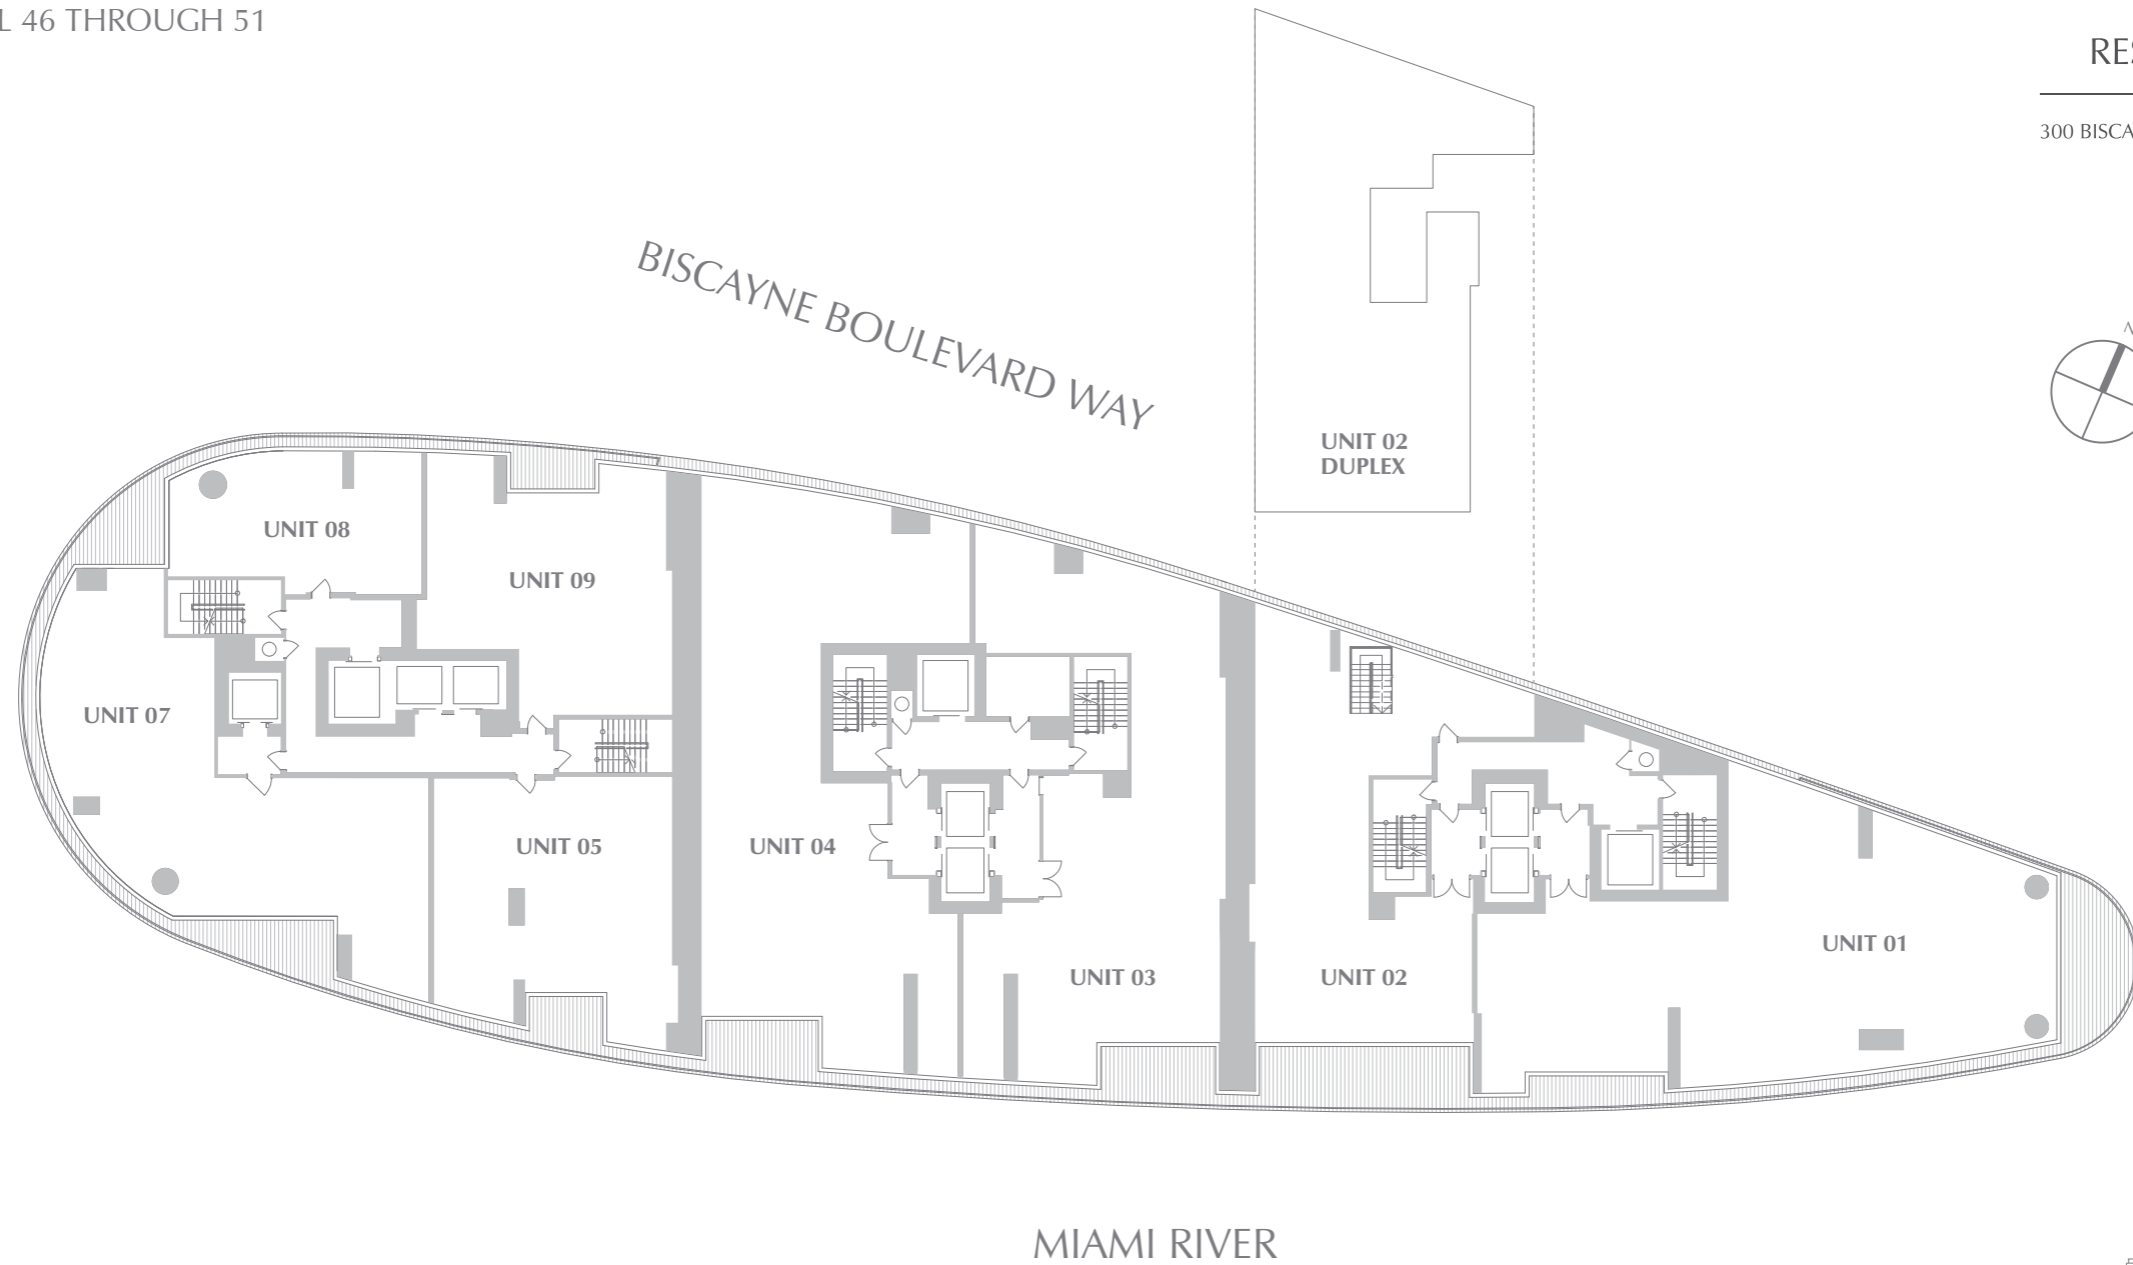 L 46 THROUGH 51
RES
300 BISCA
N
BISCAYNE BOULEVARD WAY
UNIT 02
DUPLEX
UNIT 08
UNIT 09
UNIT 07
UNIT 05
UNIT 04
UNIT 03
UNIT 02
UNIT 01
MIAMI RIVER